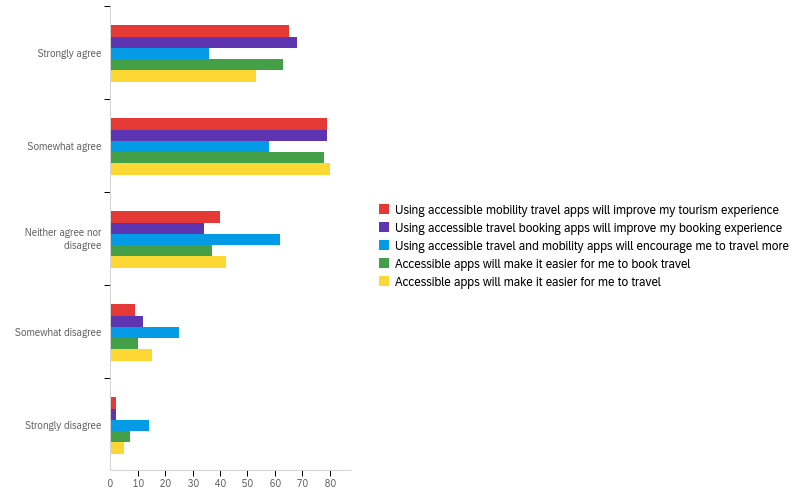 Strongly agree
Somewhat agree
Neither agree nor
disagree
Somewhat disagree
Strongly disagree
0 10 20 30 40 50 60 70 80
Using accessible mobility travel apps will improve my tourism experience
Using accessible travel booking apps will improve my booking experience
Using accessible travel and mobility apps will encourage me to travel more
Accessible apps will make it easier for me to book travel
Accessible apps will make it easier for me to travel